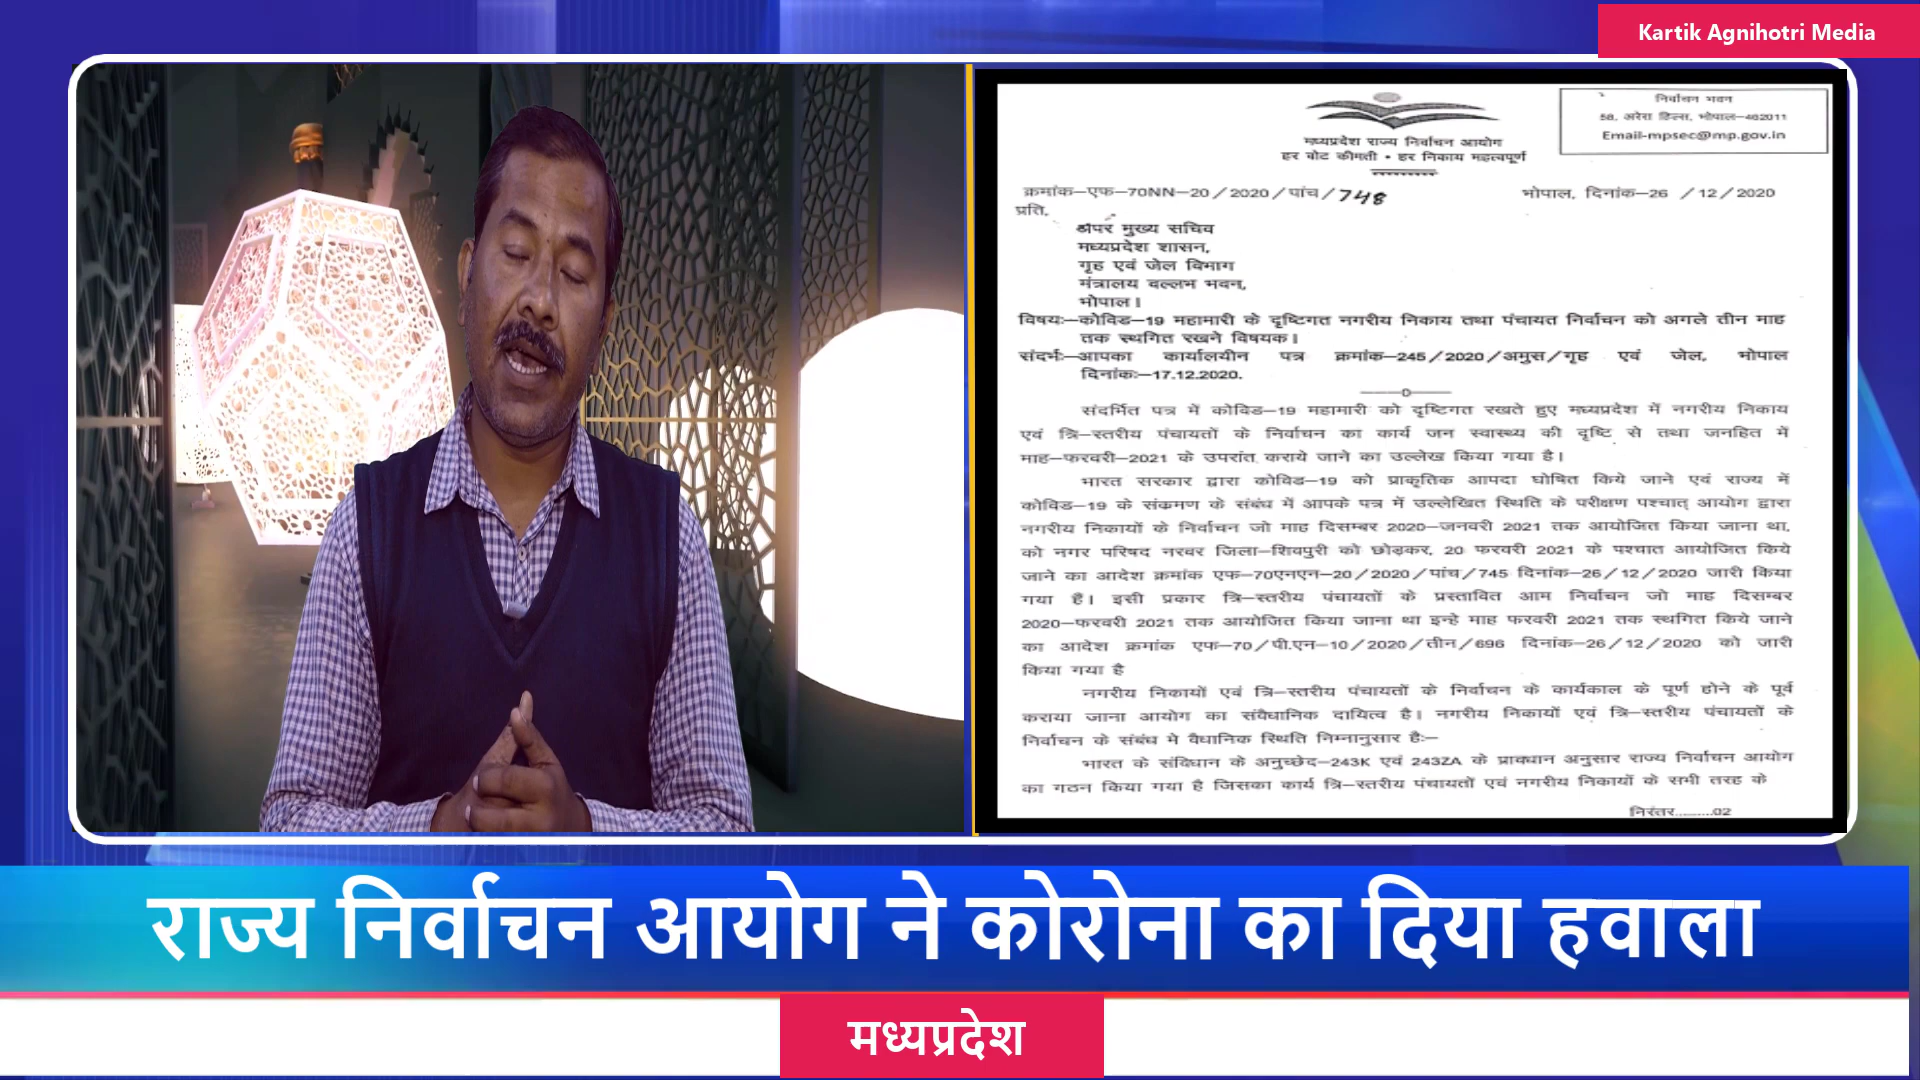 Kartik Agnihotri Media
निर्वाचन भवन
58, अरेरा हिल्स, भोपाल–462011
Email-mpsec@mp.gov.in
मध्यप्रदेश राज्य निर्वाचन आयोग
हर वोट कीमती • हर निकाय महत्वपूर्ण
क्रमांक–एफ–70NN–20/2020/पांच/748 भोपाल, दिनांक–26 /12/2020
प्रति,
अपर मुख्य सचिव
मध्यप्रदेश शासन,
गृह एवं जेल विभाग
मंत्रालय वल्लभ भवन,
भोपाल।
विषयः–कोविड–19 महामारी के दृष्टिगत नगरीय निकाय तथा पंचायत निर्वाचन को अगले तीन माह
तक स्थगित रखने विषयक।
संदर्भः–आपका कार्यालयीन पत्र क्रमांक–245/2020/अमुस/गृह एवं जेल, भोपाल
दिनांकः–17.12.2020.
——0——
संदर्भित पत्र में कोविड–19 महामारी को दृष्टिगत रखते हुए मध्यप्रदेश में नगरीय निकाय
एवं त्रि–स्तरीय पंचायतों के निर्वाचन का कार्य जन स्वास्थ्य की दृष्टि से तथा जनहित में
माह–फरवरी–2021 के उपरांत कराये जाने का उल्लेख किया गया है।
भारत सरकार द्वारा कोविड–19 को प्राकृतिक आपदा घोषित किये जाने एवं राज्य में
कोविड–19 के संक्रमण के संबंध में आपके पत्र में उल्लेखित स्थिति के परीक्षण पश्चात् आयोग द्वारा
नगरीय निकायों के निर्वाचन जो माह दिसम्बर 2020–जनवरी 2021 तक आयोजित किया जाना था,
को नगर परिषद नरवर जिला–शिवपुरी को छोड़कर, 20 फरवरी 2021 के पश्चात आयोजित किये
जाने का आदेश क्रमांक एफ–70एनएन–20/2020/पांच/745 दिनांक–26/12/2020 जारी किया
गया है। इसी प्रकार त्रि–स्तरीय पंचायतों के प्रस्तावित आम निर्वाचन जो माह दिसम्बर
2020–फरवरी 2021 तक आयोजित किया जाना था इन्हे माह फरवरी 2021 तक स्थगित किये जाने
का आदेश क्रमांक एफ–70/पी.एन–10/2020/तीन/696 दिनांक–26/12/2020 को जारी
किया गया है
नगरीय निकायों एवं त्रि–स्तरीय पंचायतों के निर्वाचन के कार्यकाल के पूर्ण होने के पूर्व
कराया जाना आयोग का संवैधानिक दायित्व है। नगरीय निकायों एवं त्रि–स्तरीय पंचायतों के
निर्वाचन के संबंध मे वैधानिक स्थिति निम्नानुसार हैः–
भारत के संविधान के अनुच्छेद–243K एवं 243ZA के प्रावधान अनुसार राज्य निर्वाचन आयोग
का गठन किया गया है जिसका कार्य त्रि–स्तरीय पंचायतों एवं नगरीय निकायों के सभी तरह के
निरंतर.........02
राज्य निर्वाचन आयोग ने कोरोना का दिया हवाला
मध्यप्रदेश